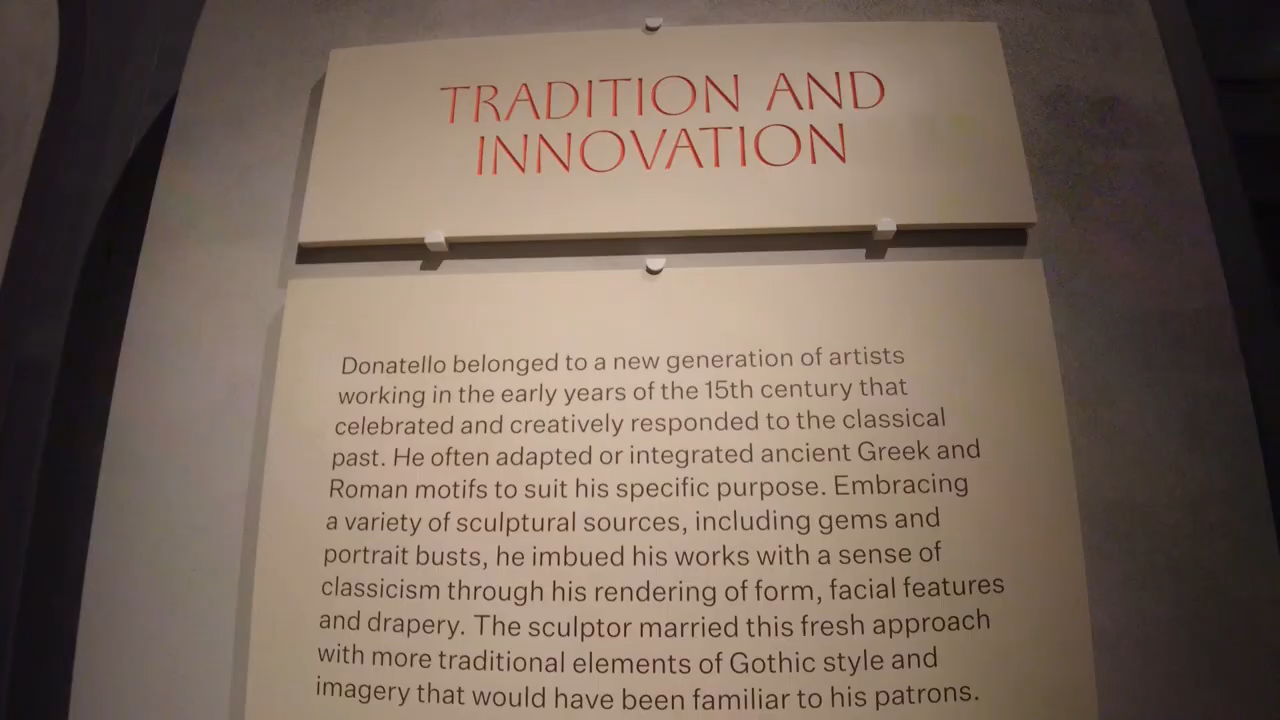 TRADITION AND
INNOVATION
Donatello belonged to a new generation of artists
working in the early years of the 15th century that
celebrated and creatively responded to the classical
past. He often adapted or integrated ancient Greek and
Roman motifs to suit his specific purpose. Embracing
a variety of sculptural sources, including gems and
portrait busts, he imbued his works with a sense of
classicism through his rendering of form, facial features
and drapery. The sculptor married this fresh approach
with more traditional elements of Gothic style and
imagery that would have been familiar to his patrons.